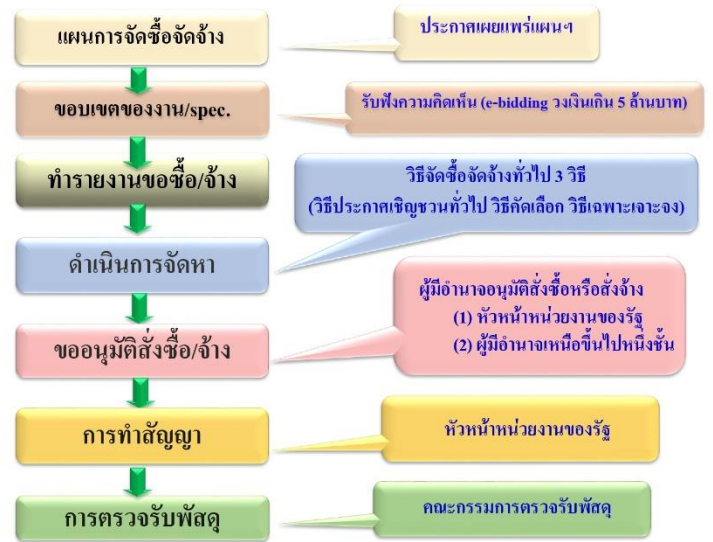 แผนการจัดซื้อจัดจ้าง
ประกาศเผยแพร่แผนฯ
ขอบเขตของงาน/spec.
รับฟังความคิดเห็น (e-bidding วงเงินเกิน 5 ล้านบาท)
ทำรายงานขอซื้อ/จ้าง
วิธีจัดซื้อจัดจ้างทั่วไป 3 วิธี
(วิธีประกาศเชิญชวนทั่วไป วิธีคัดเลือก วิธีเฉพาะเจาะจง)
ดำเนินการจัดหา
ผู้มีอำนาจอนุมัติสั่งซื้อหรือสั่งจ้าง
(1) หัวหน้าหน่วยงานของรัฐ
(2) ผู้มีอำนาจเหนือขึ้นไปหนึ่งชั้น
ขออนุมัติสั่งซื้อ/จ้าง
การทำสัญญา
หัวหน้าหน่วยงานของรัฐ
การตรวจรับพัสดุ
คณะกรรมการตรวจรับพัสดุ